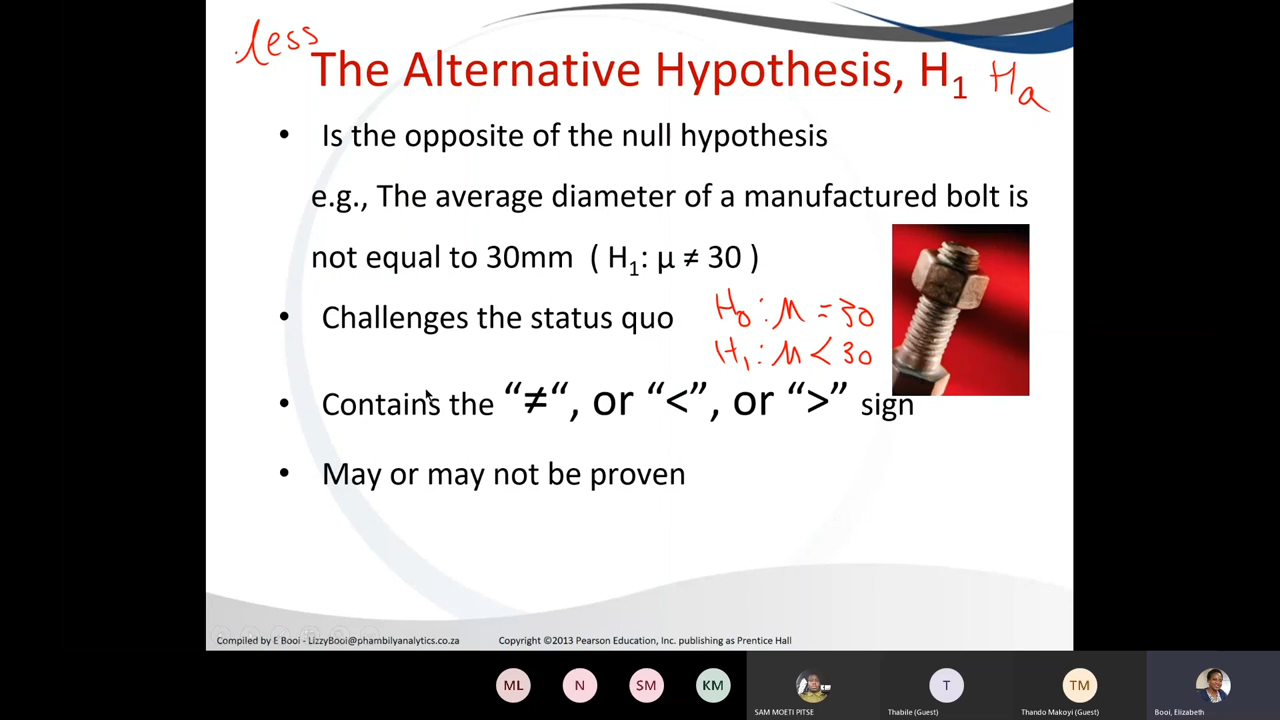 less
The Alternative Hypothesis, H₁ Ha
• Is the opposite of the null hypothesis
e.g., The average diameter of a manufactured bolt is
not equal to 30mm ( H₁: μ ≠ 30 )
• Challenges the status quo
H₀ : μ = 30
H₁ : μ < 30
• Contains the “≠“, or “<”, or “>” sign
• May or may not be proven
Compiled by E Booi - LizzyBooi@phambilyanalytics.co.za
Copyright ©2013 Pearson Education, Inc. publishing as Prentice Hall
ML N SM KM T TM
SAM MOETI PITSE Thabile (Guest) Thando Makoyi (Guest) Booi, Elizabeth